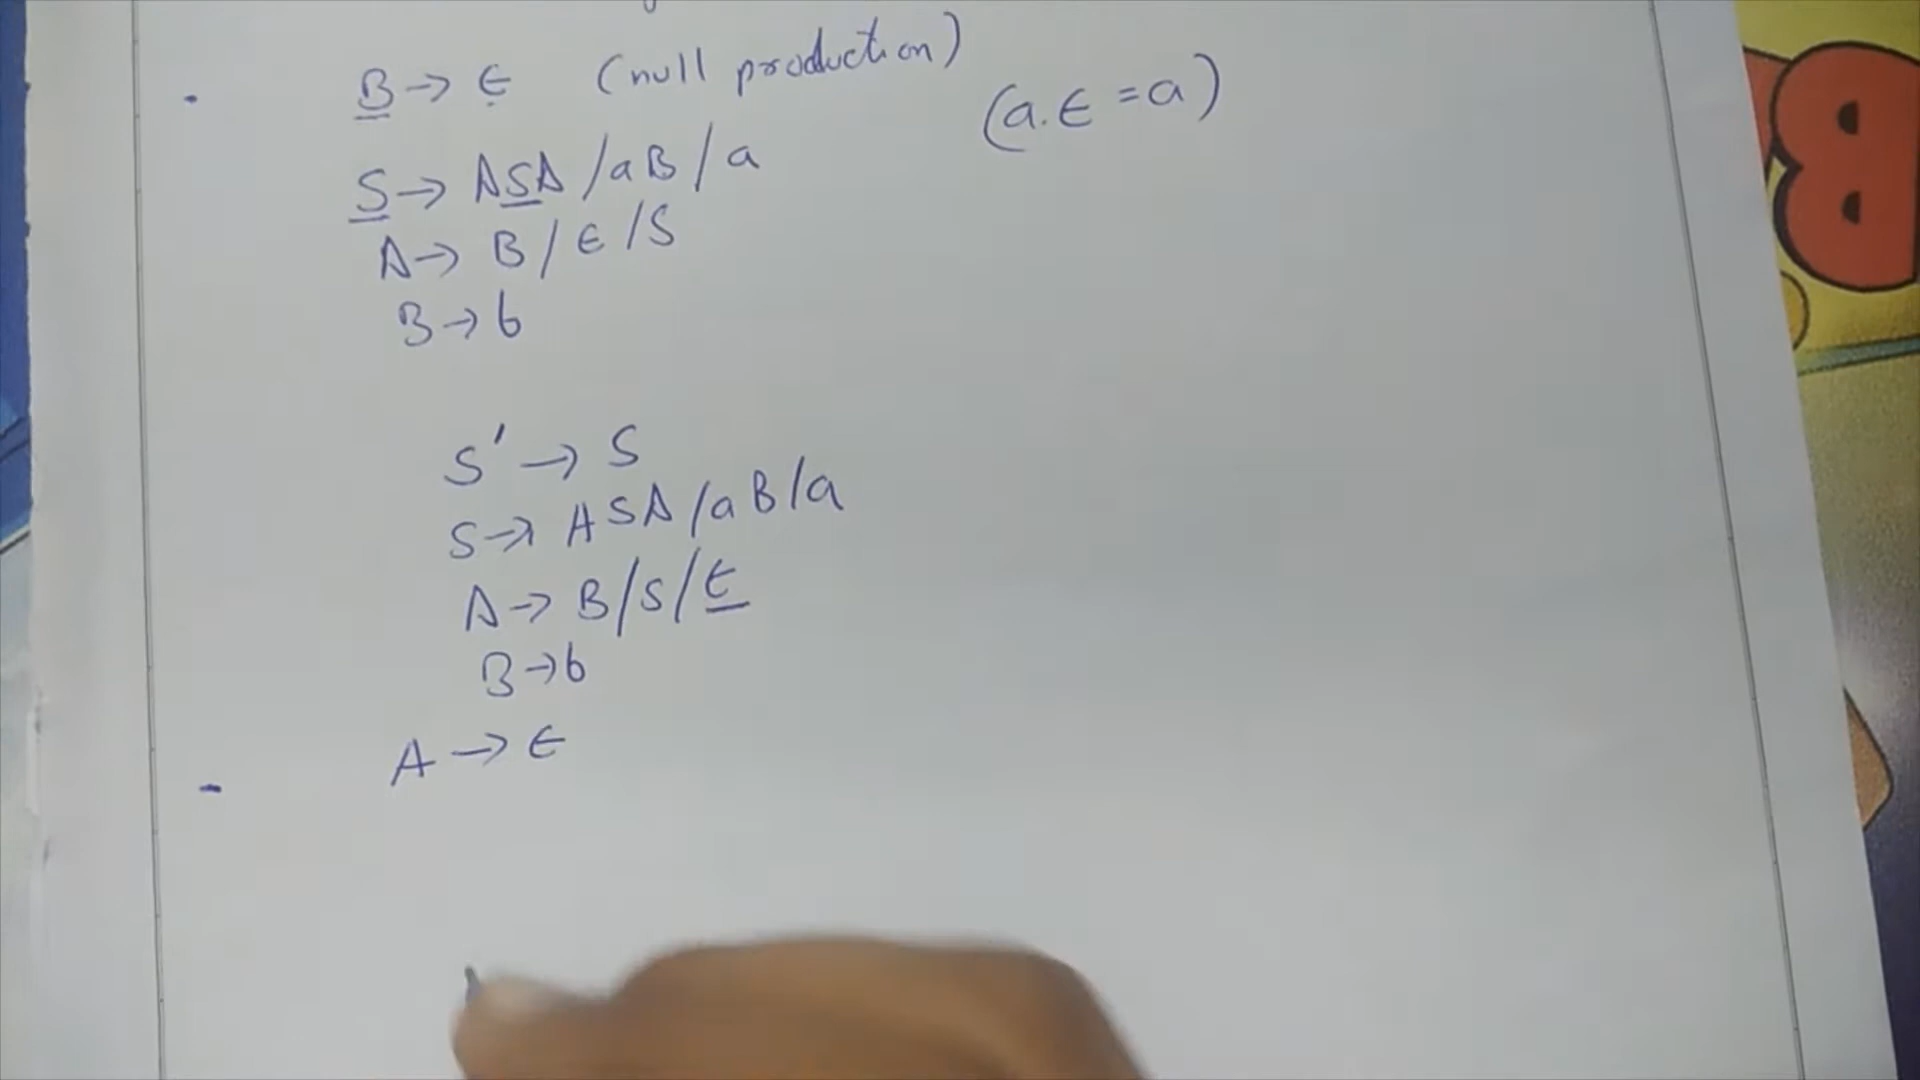 B → ∈ (null production)
(a.∈ = a)
S → ASA / aB / a
A → B / ∈ / S
B → b
S' → S
S → ASA / aB / a
A → B / S / ∈
B → b
A → ∈
B